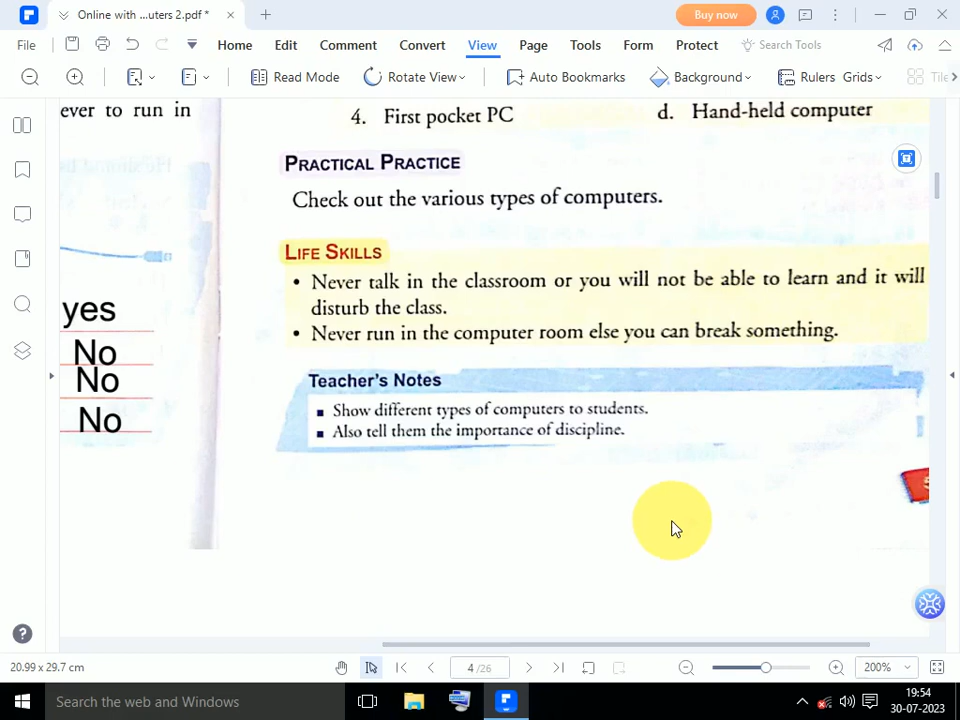 Online with ...uters 2.pdf *
Buy now
File
Home
Edit
Comment
Convert
View
Page
Tools
Form
Protect
Search Tools
Read Mode
Rotate View
Auto Bookmarks
Background
Rulers
Grids
Tile
ever to run in
4. First pocket PC
d. Hand-held computer
PRACTICAL PRACTICE
Check out the various types of computers.
LIFE SKILLS
• Never talk in the classroom or you will not be able to learn and it will
disturb the class.
• Never run in the computer room else you can break something.
yes
No
No
No
Teacher's Notes
▪ Show different types of computers to students.
▪ Also tell them the importance of discipline.
20.99 x 29.7 cm
4 /26
200%
Search the web and Windows
19:54
30-07-2023